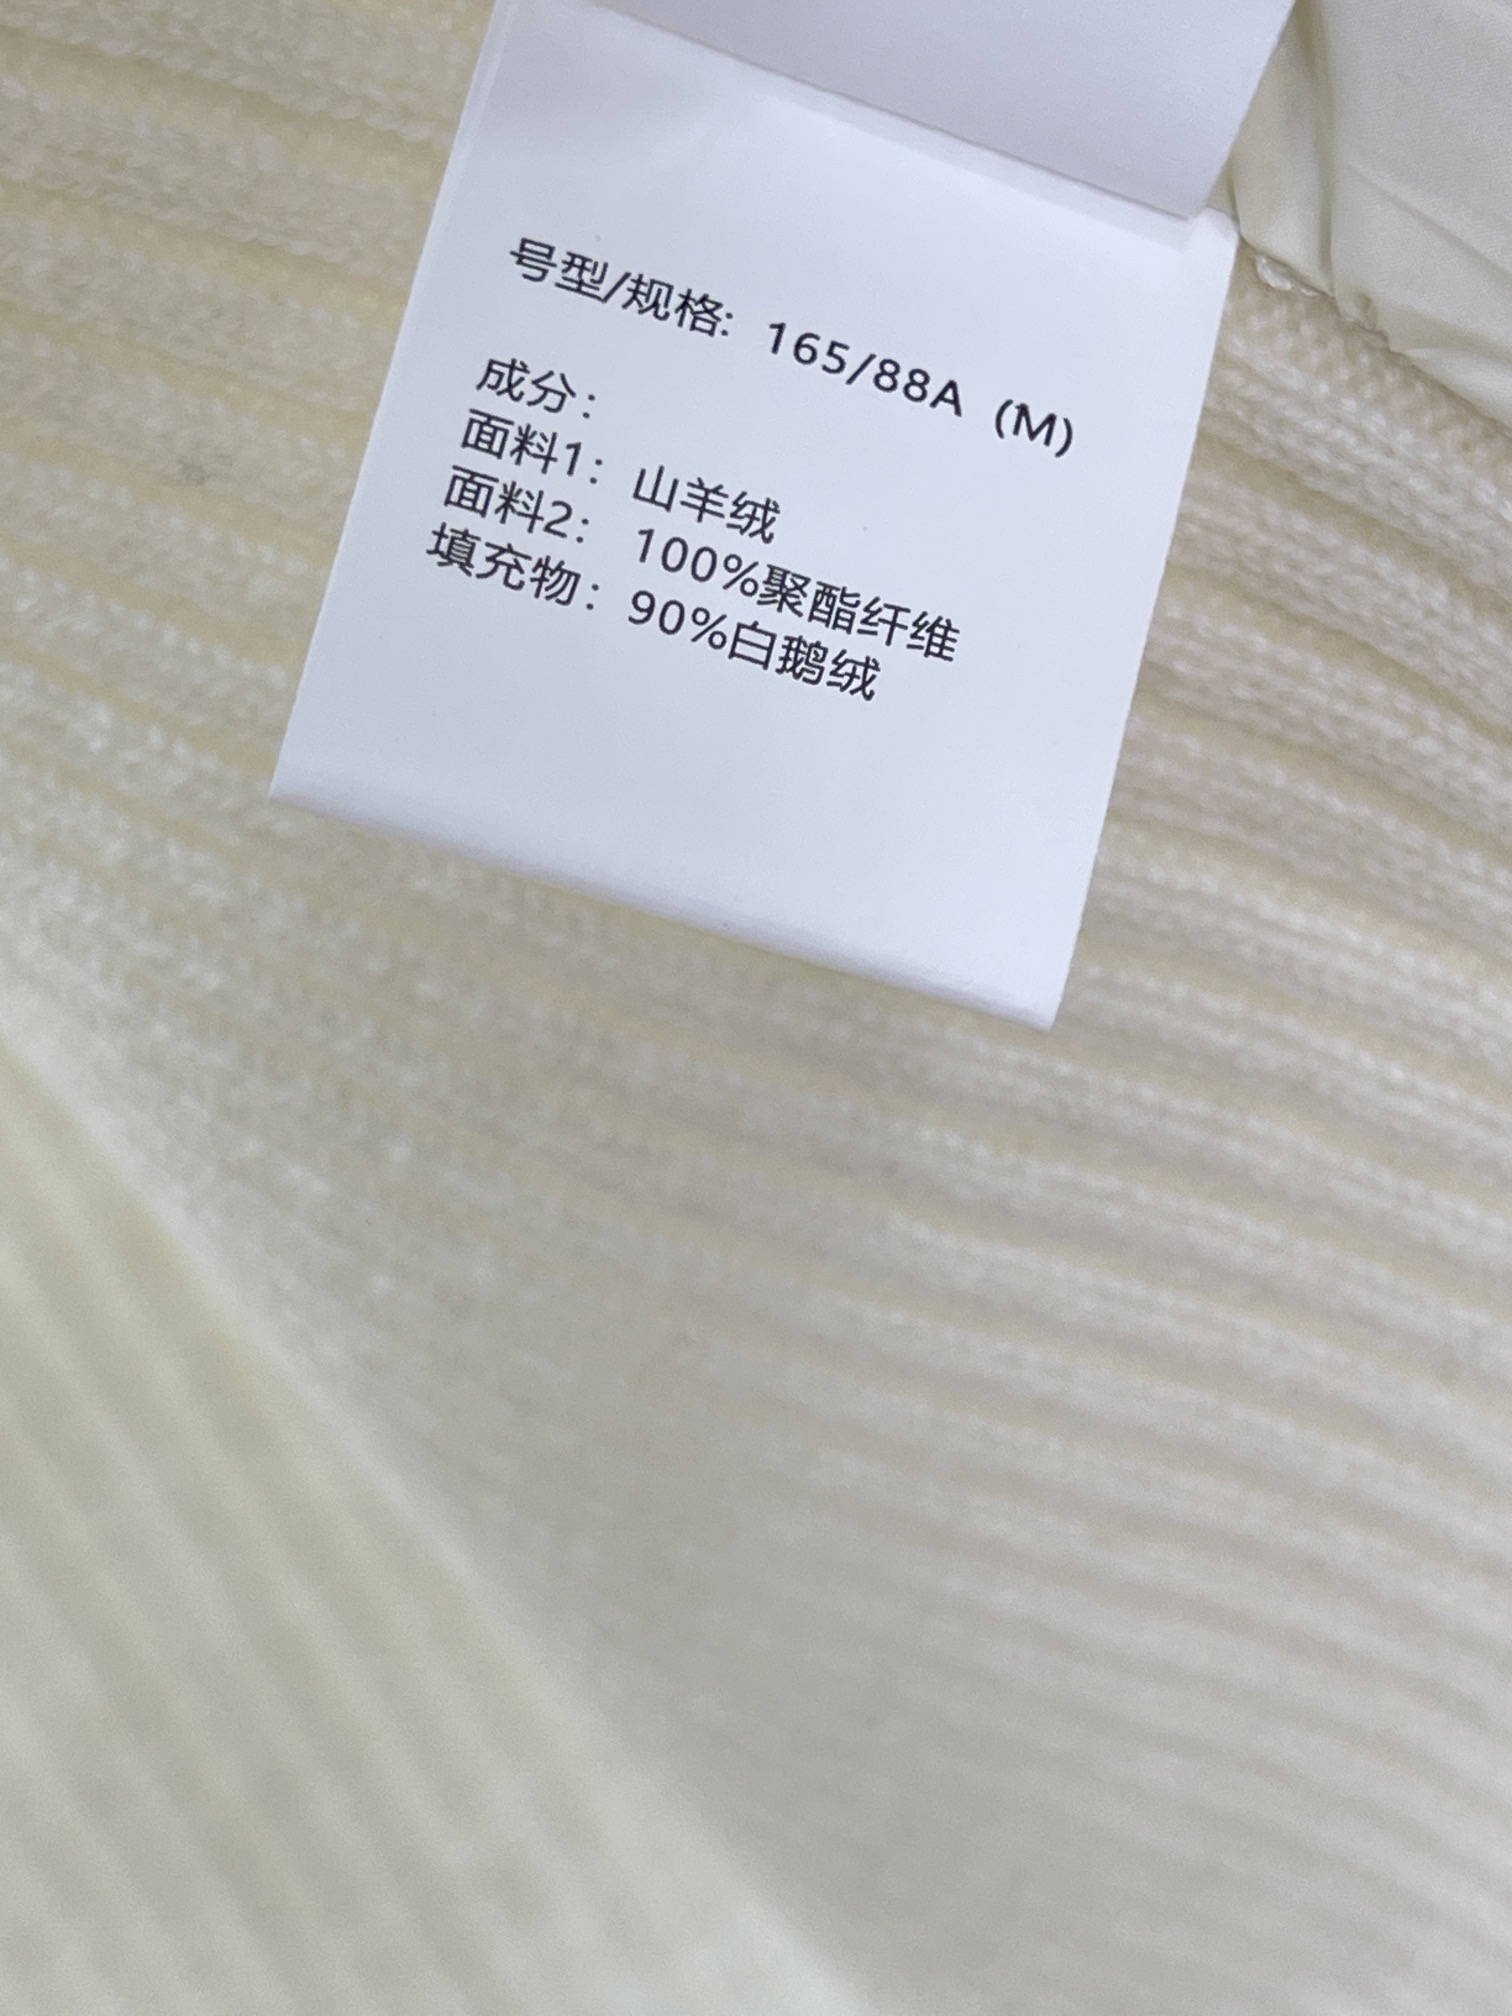 号型/规格: 165/88A (M)
成分：
面料1： 山羊绒
面料2： 100%聚酯纤维
填充物： 90%白鹅绒